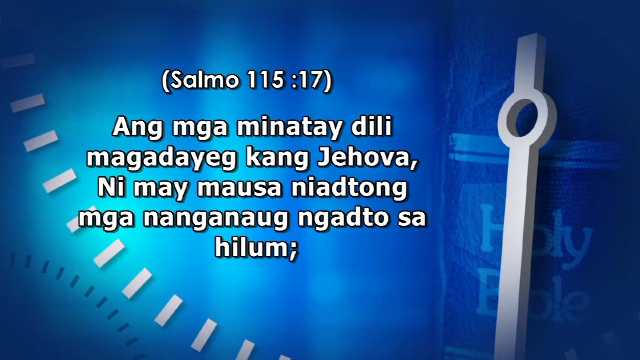 (Salmo 115 :17)
Ang mga minatay dili
magadayeg kang Jehova,
Ni may mausa niadtong
mga nanganaug ngadto sa
hilum;
Holy
Bible